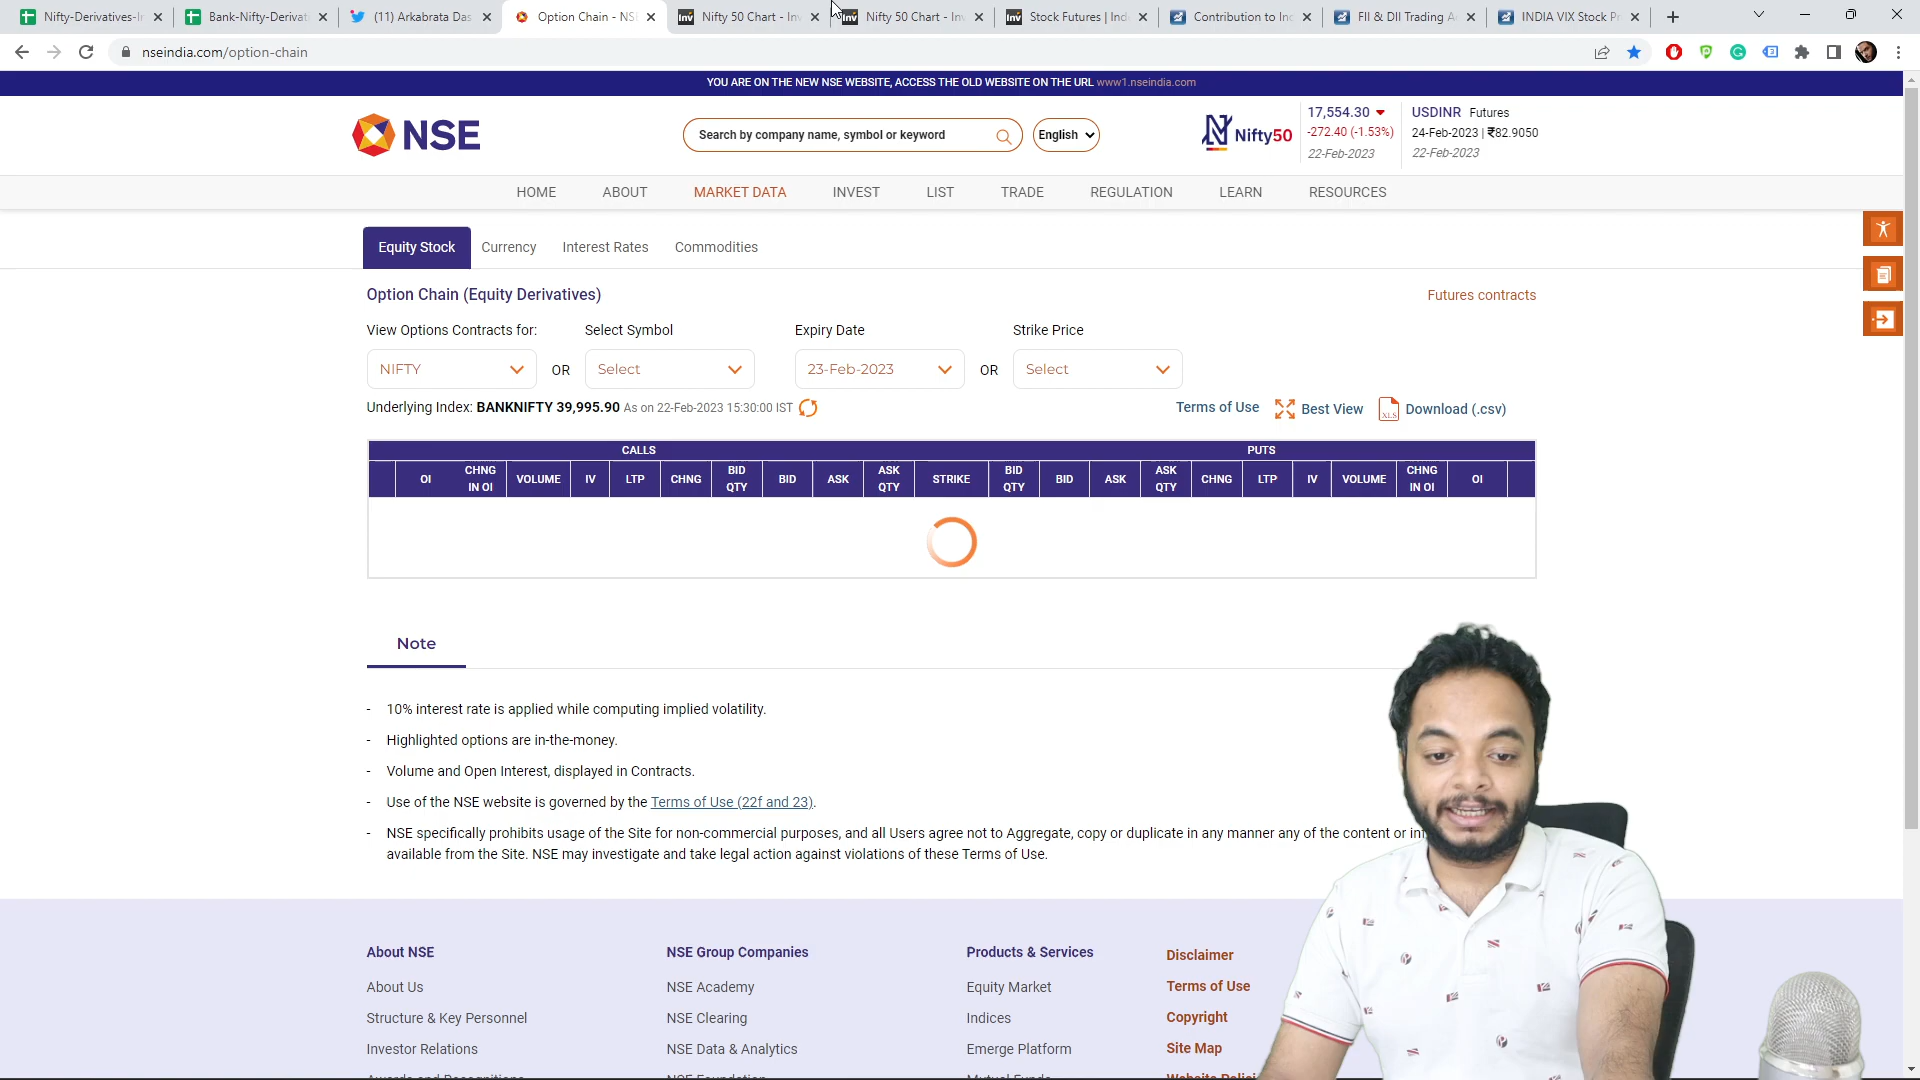 Nifty-Derivatives-I
Bank-Nifty-Derivat
(11) Arkabrata Das
Option Chain - NS
Nifty 50 Chart - Inv
Nifty 50 Chart - Inv
Stock Futures | Ind
Contribution to Inc
FII & DII Trading A
INDIA VIX Stock P
nseindia.com/option-chain
YOU ARE ON THE NEW NSE WEBSITE, ACCESS THE OLD WEBSITE ON THE URL www1.nseindia.com
NSE
Search by company name, symbol or keyword
English
Nifty50
17,554.30
-272.40 (-1.53%)
22-Feb-2023
USDINR Futures
24-Feb-2023 | ₹82.9050
22-Feb-2023
HOME ABOUT MARKET DATA INVEST LIST TRADE REGULATION LEARN RESOURCES
Equity Stock Currency Interest Rates Commodities
Option Chain (Equity Derivatives)
Futures contracts
View Options Contracts for: Select Symbol Expiry Date Strike Price
NIFTY OR Select 23-Feb-2023 OR Select
Underlying Index: BANKNIFTY 39,995.90 As on 22-Feb-2023 15:30:00 IST
Terms of Use Best View XLS Download (.csv)
CALLS PUTS
OI CHNG IN OI VOLUME IV LTP CHNG BID QTY BID ASK ASK QTY STRIKE BID QTY BID ASK ASK QTY CHNG LTP IV VOLUME CHNG IN OI OI
Note
- 10% interest rate is applied while computing implied volatility.
- Highlighted options are in-the-money.
- Volume and Open Interest, displayed in Contracts.
- Use of the NSE website is governed by the Terms of Use (22f and 23).
- NSE specifically prohibits usage of the Site for non-commercial purposes, and all Users agree not to Aggregate, copy or duplicate in any manner any of the content or in
available from the Site. NSE may investigate and take legal action against violations of these Terms of Use.
About NSE NSE Group Companies Products & Services Disclaimer
About Us NSE Academy Equity Market Terms of Use
Structure & Key Personnel NSE Clearing Indices Copyright
Investor Relations NSE Data & Analytics Emerge Platform Site Map